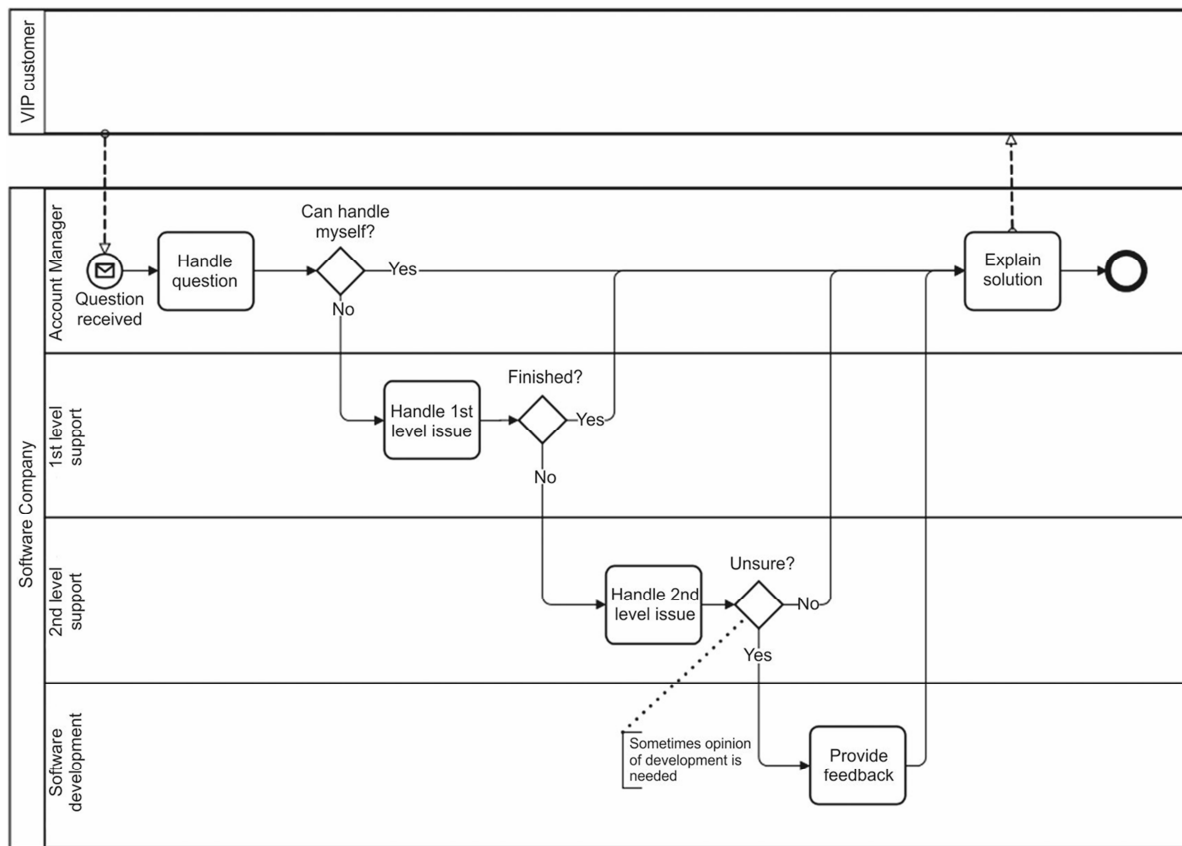 VIP customer
Software Company
Account Manager
Can handle
myself?
Handle
question
Yes
Explain
solution
Question
received
No
1st level
support
Finished?
Handle 1st
level issue
Yes
No
2nd level
support
Unsure?
Handle 2nd
level issue
No
Yes
Software
development
Sometimes opinion
of development is
needed
Provide
feedback